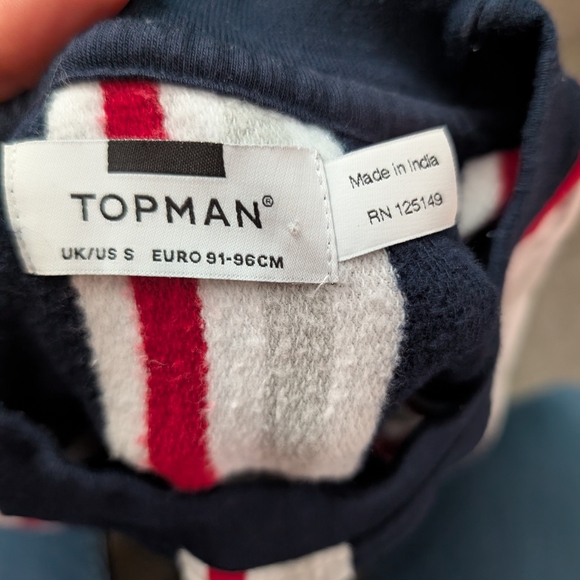 TOPMAN®
UK/US S EURO 91-96CM
Made in India
RN 125149